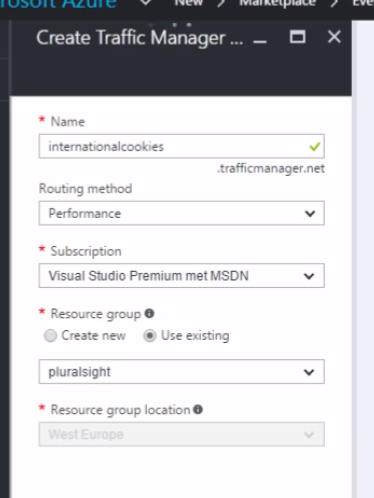 rosoft Azure New > Marketplace > Eve
Create Traffic Manager ...
* Name
internationalcookies
.trafficmanager.net
Routing method
Performance
* Subscription
Visual Studio Premium met MSDN
* Resource group
Create new Use existing
pluralsight
* Resource group location
West Europe